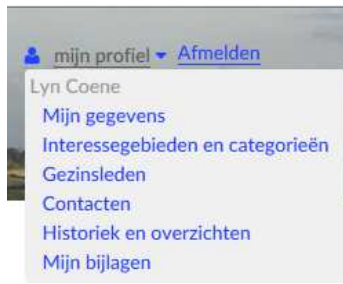 mijn profiel Afmelden
Lyn Coene
Mijn gegevens
Interessegebieden en categorieën
Gezinsleden
Contacten
Historiek en overzichten
Mijn bijlagen